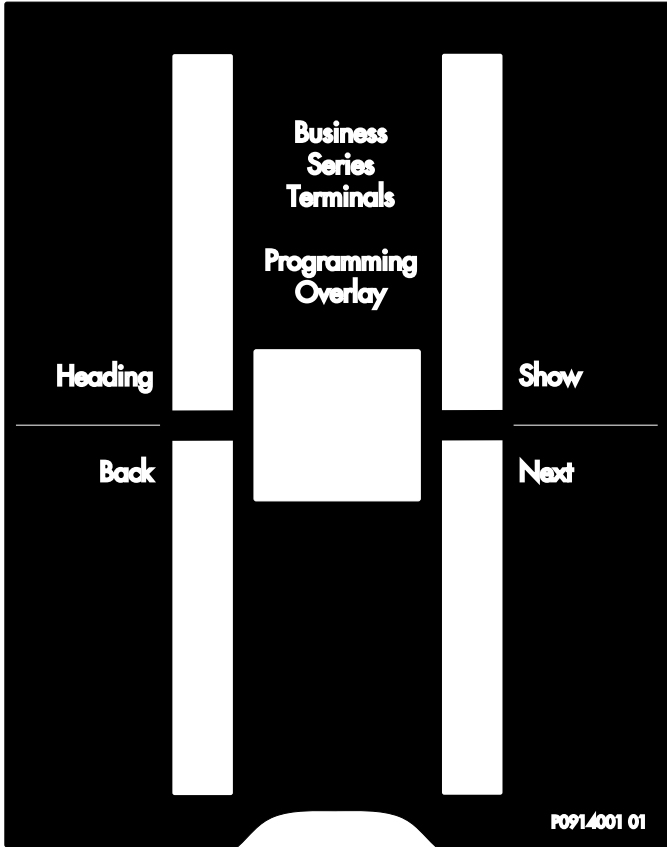 Business
Series
Terminals
Programming
Overlay
Heading
Show
Back
Next
P0914001 01